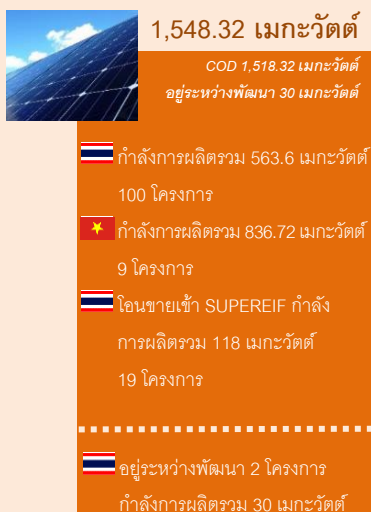 1,548.32 เมกะวัตต์
COD 1,518.32 เมกะวัตต์
อยู่ระหว่างพัฒนา 30 เมกะวัตต์
กำลังการผลิตรวม 563.6 เมกะวัตต์
100 โครงการ
กำลังการผลิตรวม 836.72 เมกะวัตต์
9 โครงการ
โอนขายเข้า SUPEREIF กำลัง
การผลิตรวม 118 เมกะวัตต์
19 โครงการ
อยู่ระหว่างพัฒนา 2 โครงการ
กำลังการผลิตรวม 30 เมกะวัตต์